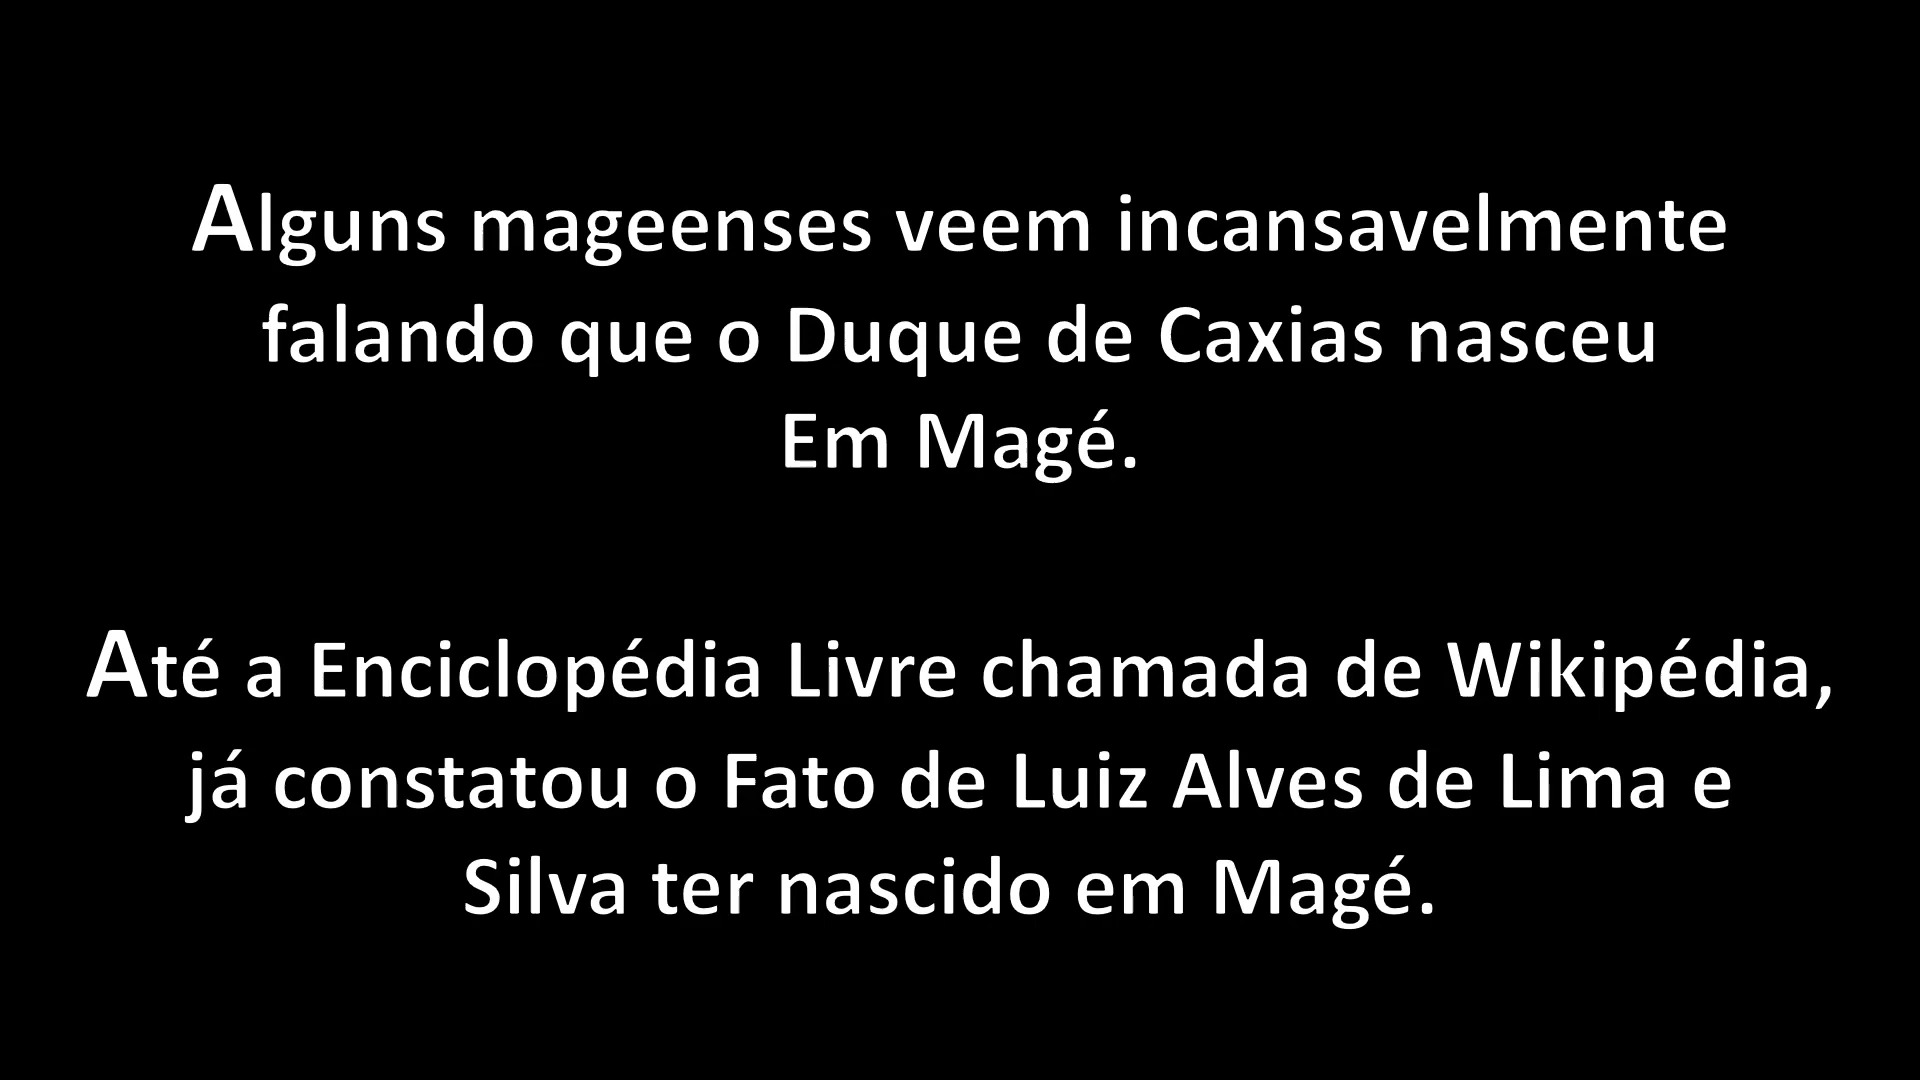 Alguns mageenses veem incansavelmente
falando que o Duque de Caxias nasceu
Em Magé.
Até a Enciclopédia Livre chamada de Wikipédia,
já constatou o Fato de Luiz Alves de Lima e
Silva ter nascido em Magé.